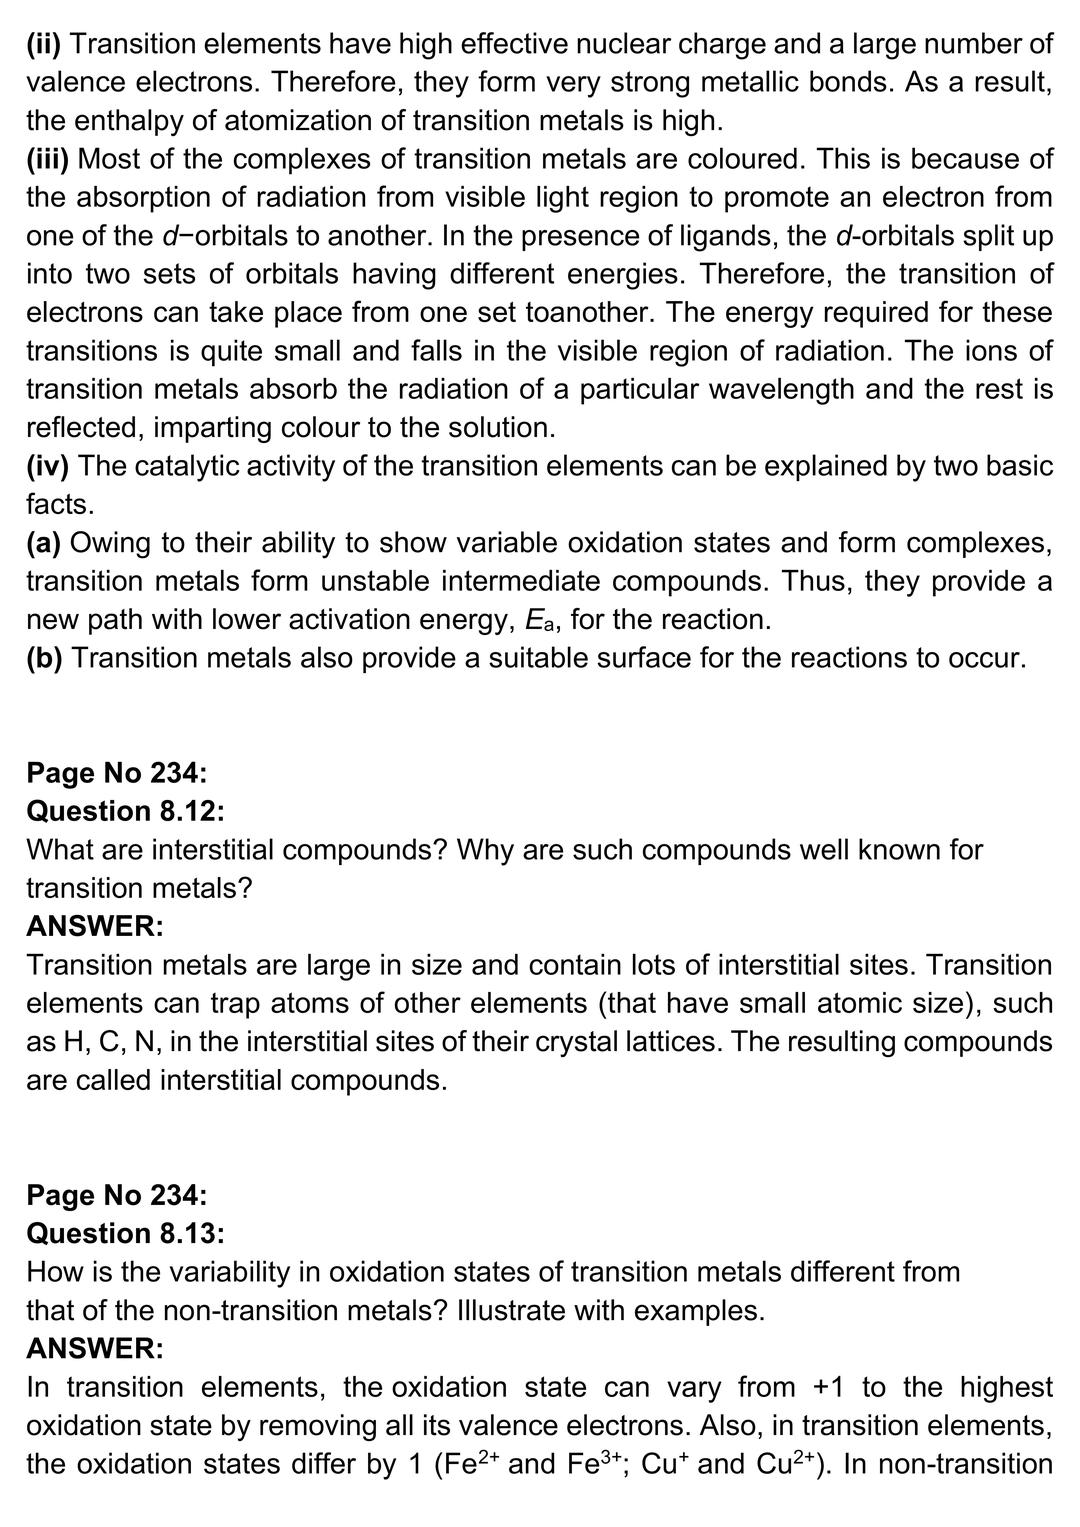 (ii) Transition elements have high effective nuclear charge and a large number of
valence electrons. Therefore, they form very strong metallic bonds. As a result,
the enthalpy of atomization of transition metals is high.
(iii) Most of the complexes of transition metals are coloured. This is because of
the absorption of radiation from visible light region to promote an electron from
one of the d−orbitals to another. In the presence of ligands, the d-orbitals split up
into two sets of orbitals having different energies. Therefore, the transition of
electrons can take place from one set toanother. The energy required for these
transitions is quite small and falls in the visible region of radiation. The ions of
transition metals absorb the radiation of a particular wavelength and the rest is
reflected, imparting colour to the solution.
(iv) The catalytic activity of the transition elements can be explained by two basic
facts.
(a) Owing to their ability to show variable oxidation states and form complexes,
transition metals form unstable intermediate compounds. Thus, they provide a
new path with lower activation energy, Ea, for the reaction.
(b) Transition metals also provide a suitable surface for the reactions to occur.
Page No 234:
Question 8.12:
What are interstitial compounds? Why are such compounds well known for
transition metals?
ANSWER:
Transition metals are large in size and contain lots of interstitial sites. Transition
elements can trap atoms of other elements (that have small atomic size), such
as H, C, N, in the interstitial sites of their crystal lattices. The resulting compounds
are called interstitial compounds.
Page No 234:
Question 8.13:
How is the variability in oxidation states of transition metals different from
that of the non-transition metals? Illustrate with examples.
ANSWER:
In transition elements, the oxidation state can vary from +1 to the highest
oxidation state by removing all its valence electrons. Also, in transition elements,
the oxidation states differ by 1 (Fe²⁺ and Fe³⁺; Cu⁺ and Cu²⁺). In non-transition